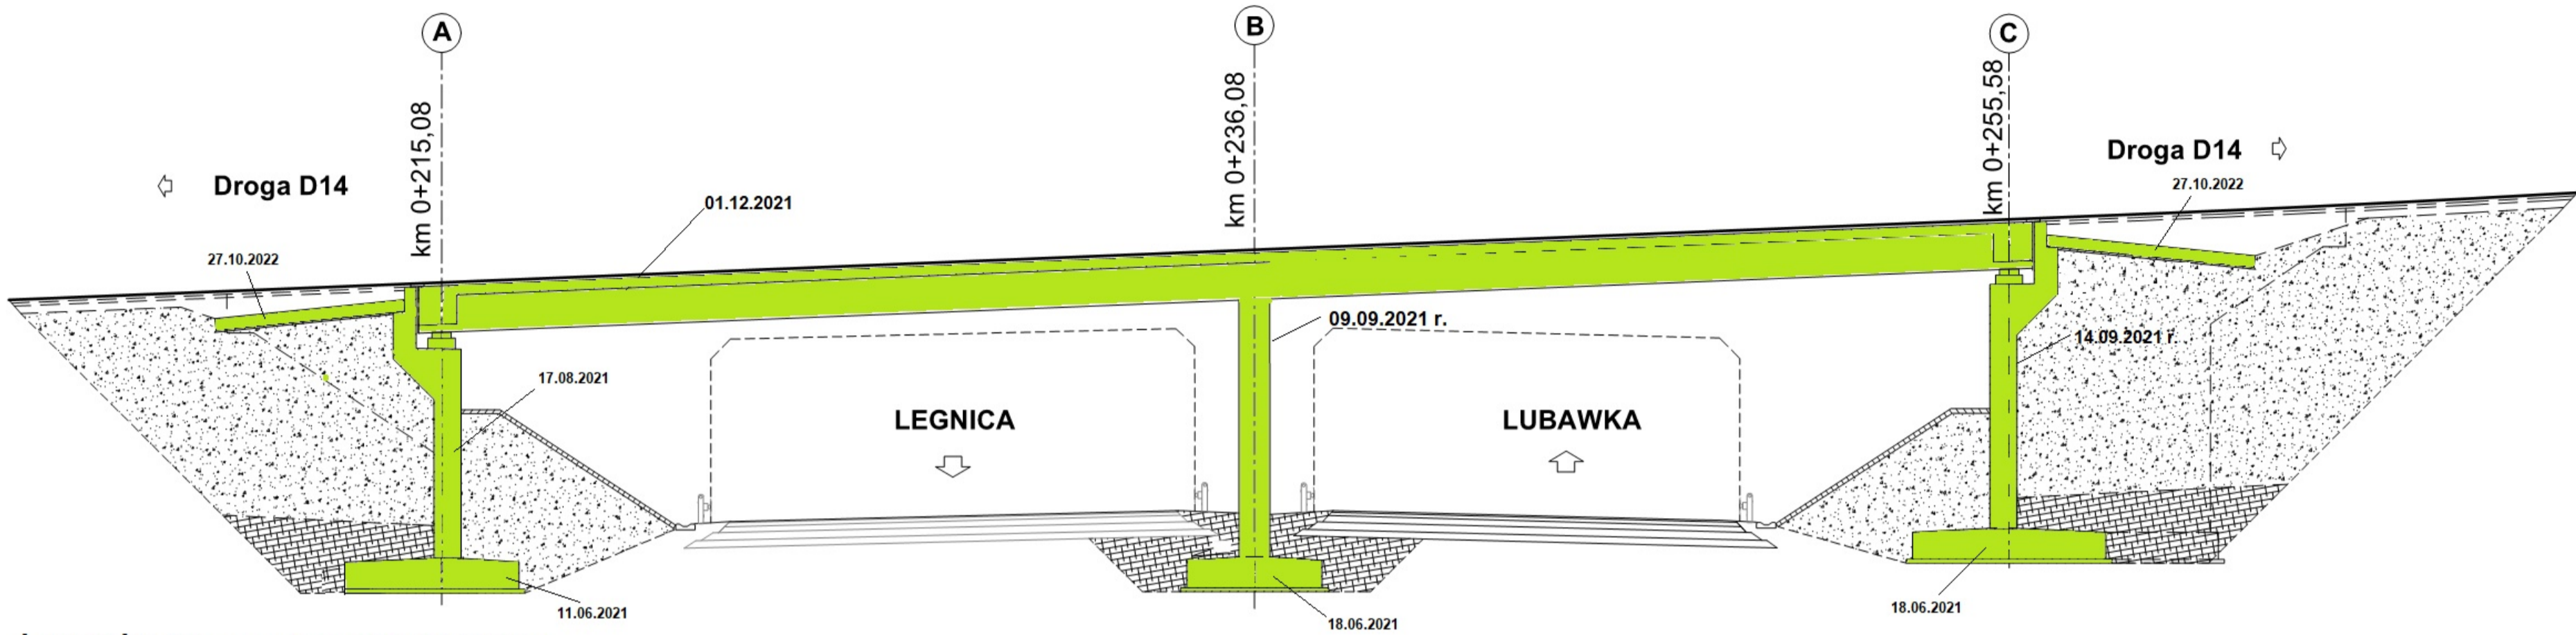 A
B
C
km 0+215,08
km 0+236,08
km 0+255,58
Droga D14
Droga D14
27.10.2022
01.12.2021
27.10.2022
09.09.2021 r.
14.09.2021 r.
17.08.2021
LEGNICA
LUBAWKA
11.06.2021
18.06.2021
18.06.2021